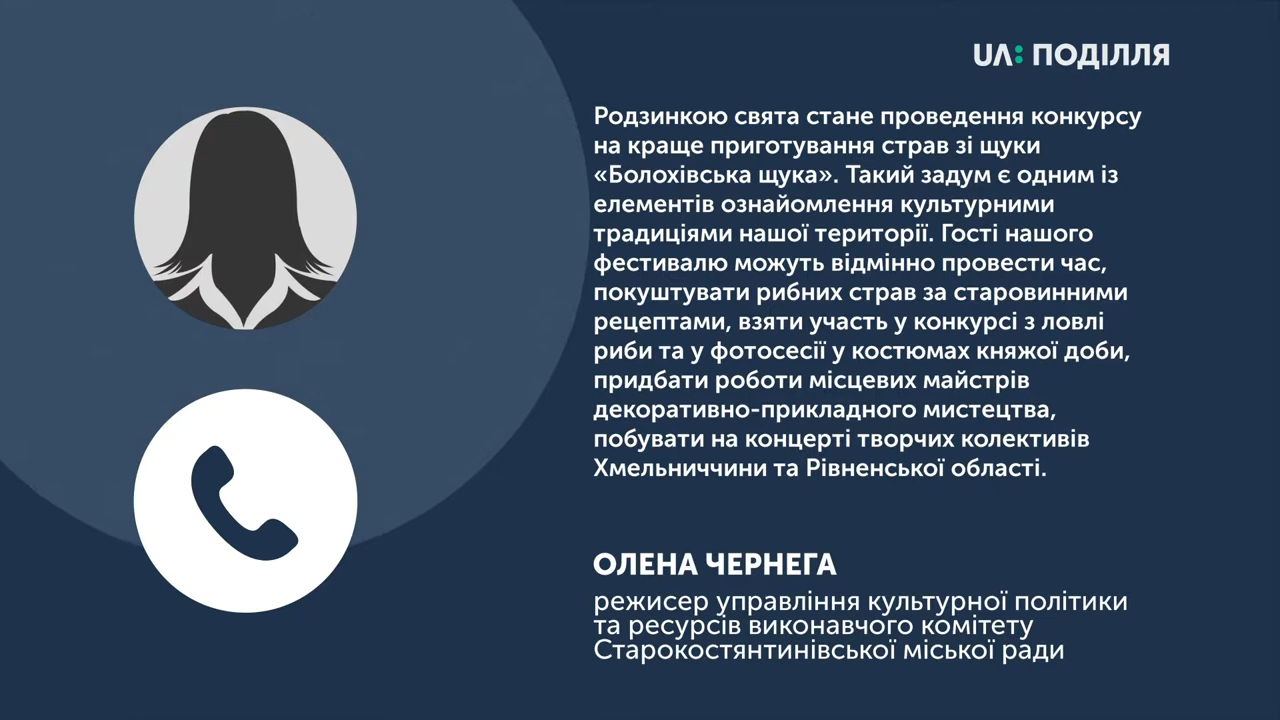 UA: ПОДІЛЛЯ
Родзинкою свята стане проведення конкурсу
на краще приготування страв зі щуки
«Болохівська щука». Такий задум є одним із
елементів ознайомлення культурними
традиціями нашої території. Гості нашого
фестивалю можуть відмінно провести час,
покуштувати рибних страв за старовинними
рецептами, взяти участь у конкурсі з ловлі
риби та у фотосесії у костюмах княжої доби,
придбати роботи місцевих майстрів
декоративно-прикладного мистецтва,
побувати на концерті творчих колективів
Хмельниччини та Рівненської області.
ОЛЕНА ЧЕРНЕГА
режисер управління культурної політики
та ресурсів виконавчого комітету
Старокостянтинівської міської ради